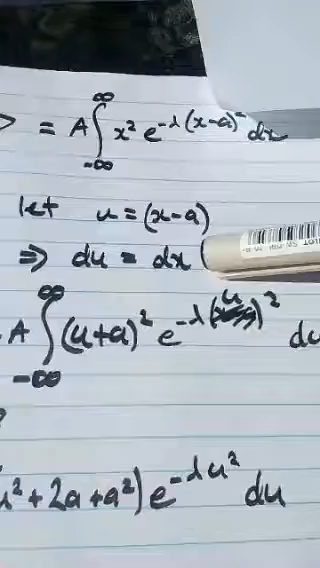 > = A ∫_{-∞}^{∞} x² e^{-λ(x-a)²} dx
let u = (x-a)
⇒ du = dx
A ∫_{-∞}^{∞} (u+a)² e^{-λ(u)²} du
u² + 2a + a²) e^{-λu²} du